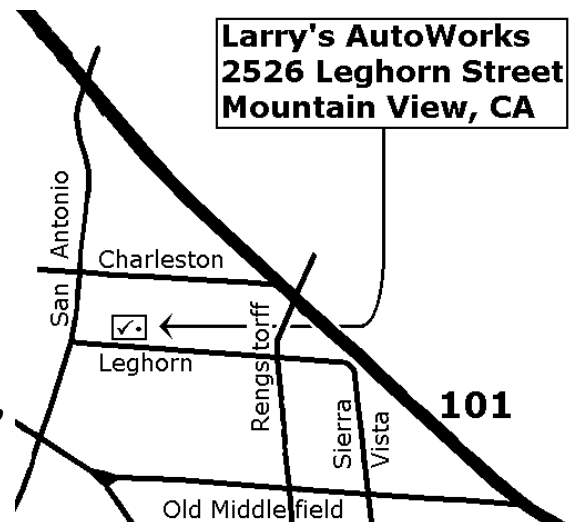 Larry's AutoWorks
2526 Leghorn Street
Mountain View, CA
San Antonio
Charleston
Leghorn
Rengstorff
101
Sierra
Vista
Old Middlefield